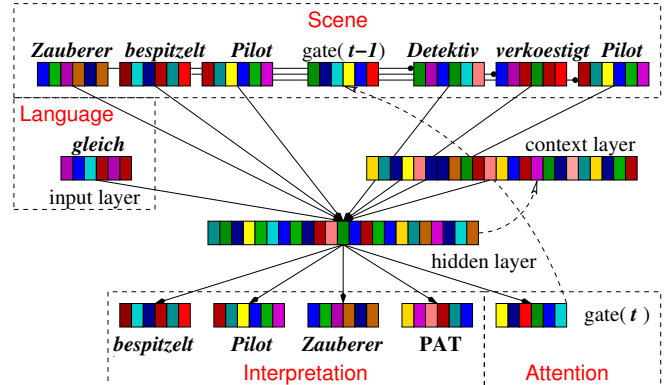 Scene
Zauberer bespitzelt Pilot gate(t−1) Detektiv verkoestigt Pilot
Language
gleich
input layer
context layer
hidden layer
bespitzelt Pilot Zauberer PAT
gate(t)
Interpretation
Attention